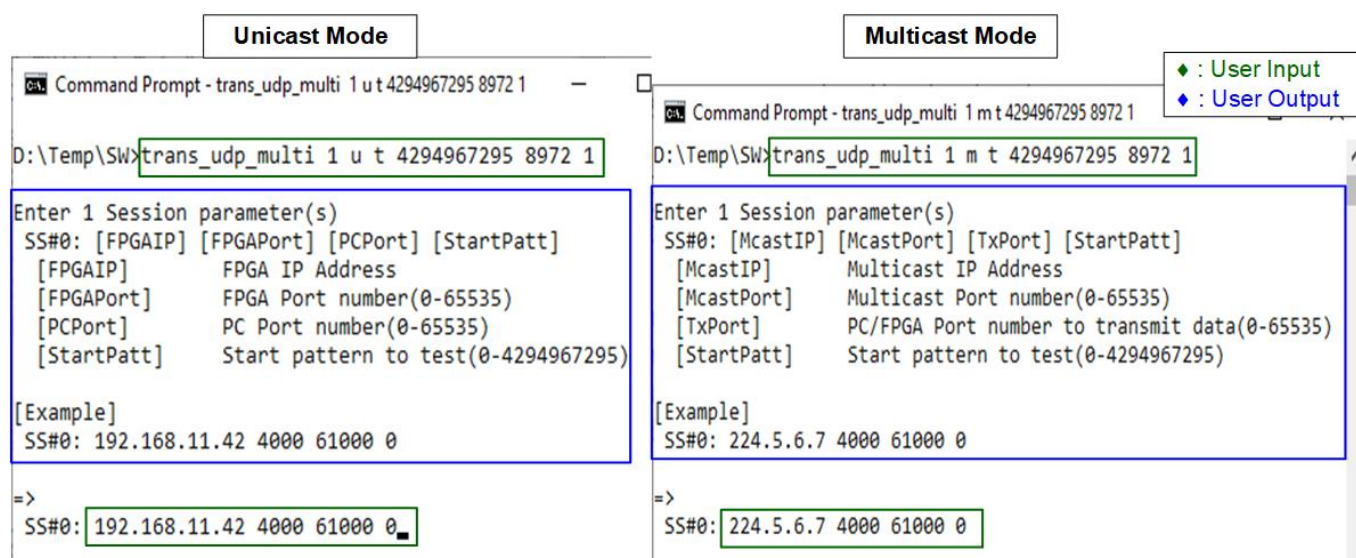 Unicast Mode
Command Prompt - trans_udp_multi 1 u t 4294967295 8972 1
D:\Temp\SW>trans_udp_multi 1 u t 4294967295 8972 1
Enter 1 Session parameter(s)
SS#0: [FPGAIP] [FPGAPort] [PCPort] [StartPatt]
[FPGAIP] FPGA IP Address
[FPGAPort] FPGA Port number(0-65535)
[PCPort] PC Port number(0-65535)
[StartPatt] Start pattern to test(0-4294967295)
[Example]
SS#0: 192.168.11.42 4000 61000 0
=>
SS#0: 192.168.11.42 4000 61000 0
Multicast Mode
♦ : User Input
♦ : User Output
Command Prompt - trans_udp_multi 1 m t 4294967295 8972 1
D:\Temp\SW>trans_udp_multi 1 m t 4294967295 8972 1
Enter 1 Session parameter(s)
SS#0: [McastIP] [McastPort] [TxPort] [StartPatt]
[McastIP] Multicast IP Address
[McastPort] Multicast Port number(0-65535)
[TxPort] PC/FPGA Port number to transmit data(0-65535)
[StartPatt] Start pattern to test(0-4294967295)
[Example]
SS#0: 224.5.6.7 4000 61000 0
=>
SS#0: 224.5.6.7 4000 61000 0